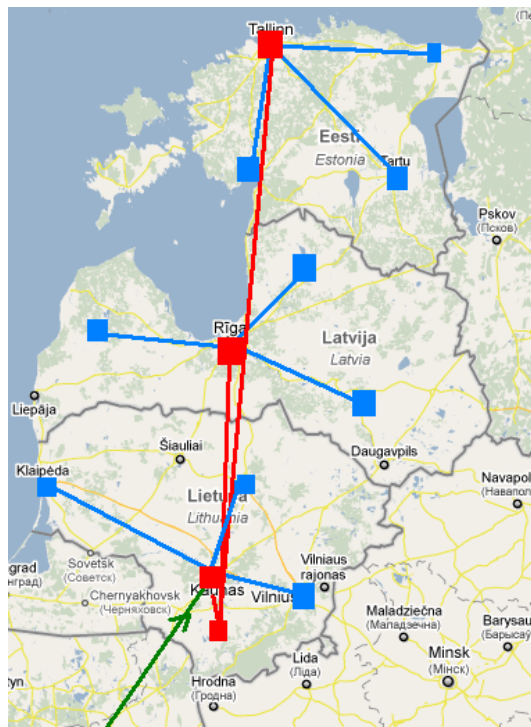 Tallinn
Eesti
Estonia
Tartu
Pskov
(Псков)
Rīga
Latvija
Latvia
Liepāja
Daugavpils
Šiauliai
Klaipėda
Lietuva
Lithuania
Navapol
(Навапол
Sovetsk
(Советск)
grad
нград)
Chernyakhovsk
(Черняховск)
Kaunas
Vilnius
Vilniaus
rajonas
Maladziečna
(Маладзечна)
Barysau
(Барысаў
Minsk
(Мінск)
Lida
(Ліда)
Hrodna
(Гродна)
tyn